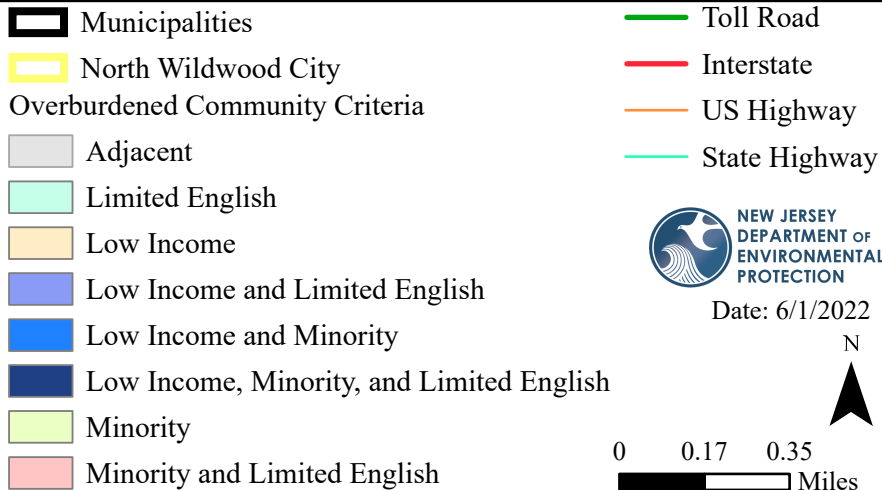 Municipalities
North Wildwood City
Overburdened Community Criteria
Adjacent
Limited English
Low Income
Low Income and Limited English
Low Income and Minority
Low Income, Minority, and Limited English
Minority
Minority and Limited English
Toll Road
Interstate
US Highway
State Highway
NEW JERSEY
DEPARTMENT OF
ENVIRONMENTAL
PROTECTION
Date: 6/1/2022
N
0 0.17 0.35
Miles